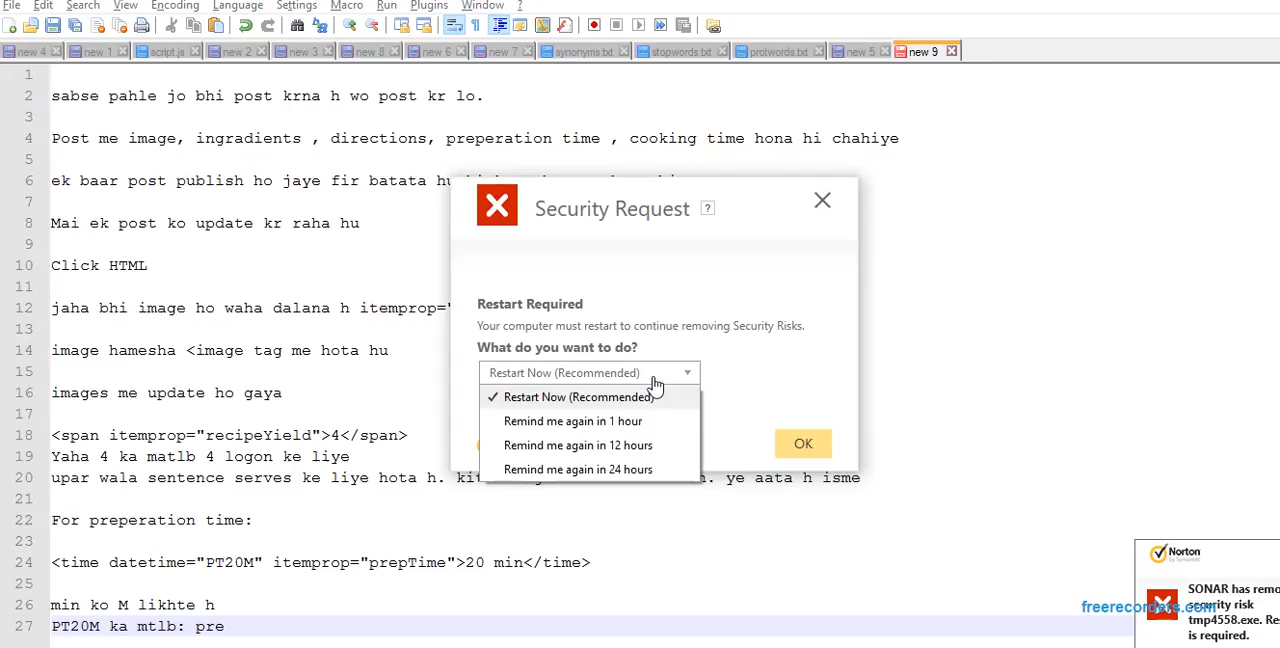 File Edit Search View Encoding Language Settings Macro Run Plugins Window ?
new 4 new 1 script.js new 2 new 3 new 8 new 6 new 7 synonyms.txt stopwords.txt protwords.txt new 5 new 9
1
2 sabse pahle jo bhi post krna h wo post kr lo.
3
4 Post me image, ingradients , directions, preperation time , cooking time hona hi chahiye
5
6 ek baar post publish ho jaye fir batata
7
8 Mai ek post ko update kr raha hu
9
10 Click HTML
11
12 jaha bhi image ho waha dalana h itemprop="
13
14 image hamesha <image tag me hota hu
15
16 images me update ho gaya
17
18 <span itemprop="recipeYield">4</span>
19 Yaha 4 ka matlb 4 logon ke liye
20 upar wala sentence serves ke liye hota h. ye aata h isme
21
22 For preperation time:
23
24 <time datetime="PT20M" itemprop="prepTime">20 min</time>
25
26 min ko M likhte h
27 PT20M ka mtlb: pre
Security Request ?
Restart Required
Your computer must restart to continue removing Security Risks.
What do you want to do?
Restart Now (Recommended)
Restart Now (Recommended)
Remind me again in 1 hour
Remind me again in 12 hours
Remind me again in 24 hours
OK
Norton
by Symantec
SONAR has remo
security risk
tmp4558.exe. Res
is required.
freerecorders.com